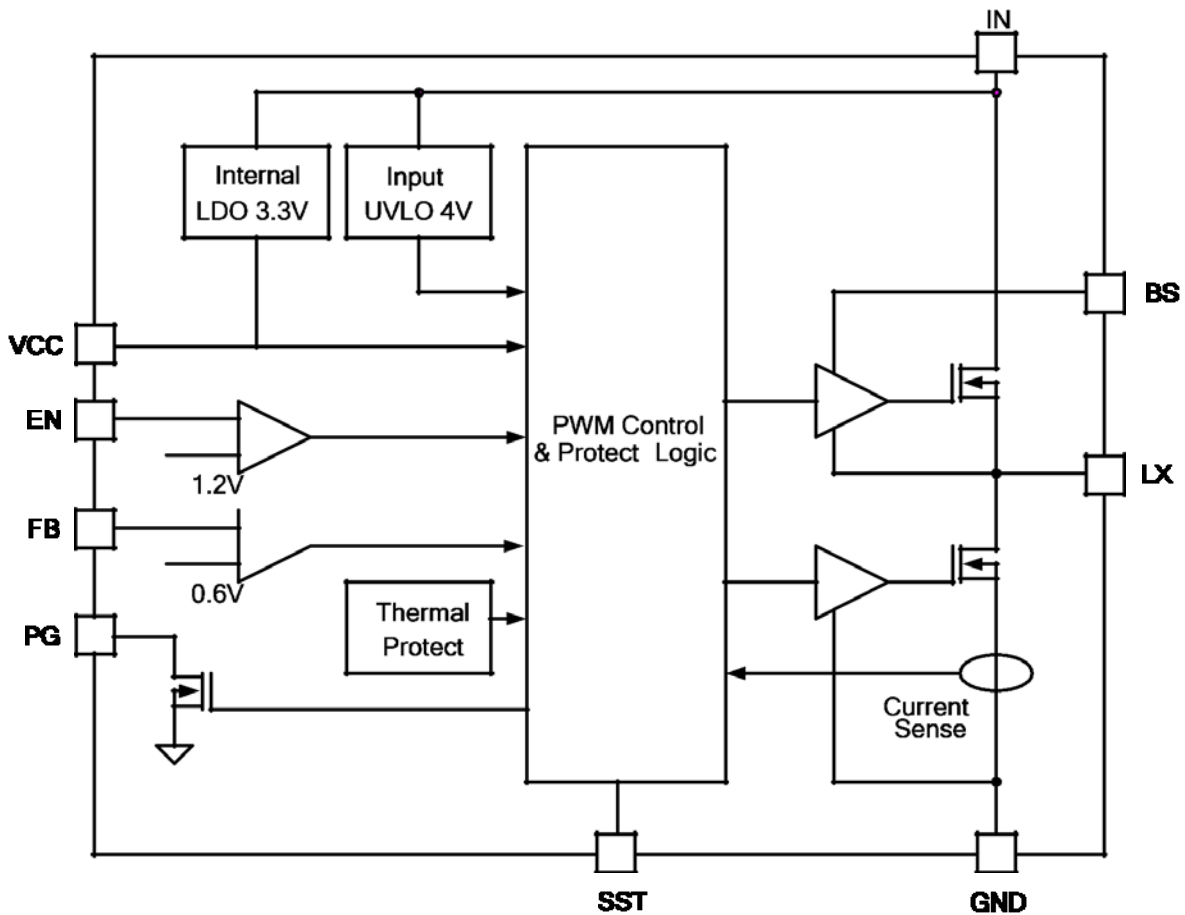 IN
Internal
LDO 3.3V
Input
UVLO 4V
BS
VCC
EN
1.2V
PWM Control
& Protect Logic
LX
FB
0.6V
PG
Thermal
Protect
Current
Sense
SST
GND